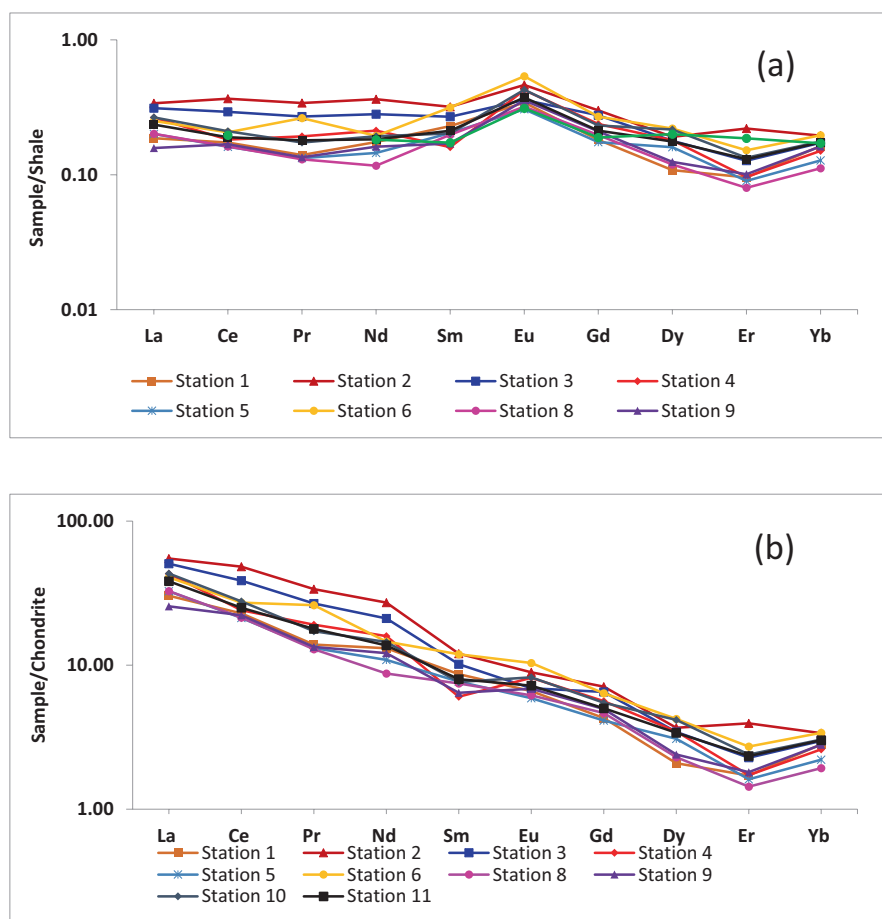 (a)
1.00
0.10
0.01
Sample/Shale
La Ce Pr Nd Sm Eu Gd Dy Er Yb
Station 1 Station 2 Station 3 Station 4
Station 5 Station 6 Station 8 Station 9
(b)
100.00
10.00
1.00
Sample/Chondrite
La Ce Pr Nd Sm Eu Gd Dy Er Yb
Station 1 Station 2 Station 3 Station 4
Station 5 Station 6 Station 8 Station 9
Station 10 Station 11